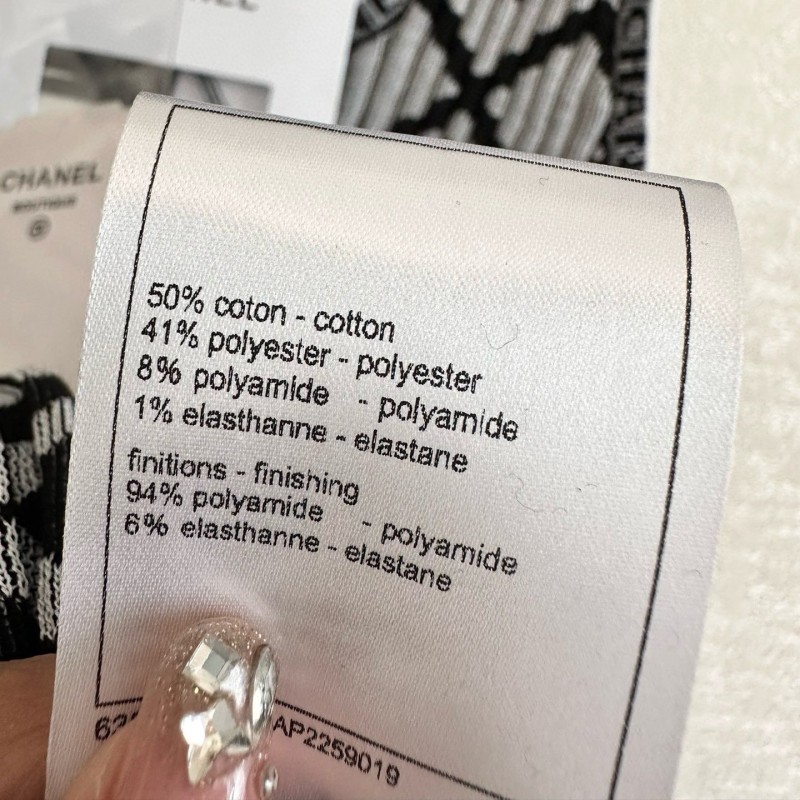 CHANEL
BOUTIQUE
50% coton - cotton
41% polyester - polyester
8% polyamide - polyamide
1% elasthanne - elastane
finitions - finishing
94% polyamide - polyamide
6% elasthanne - elastane
AP2259019